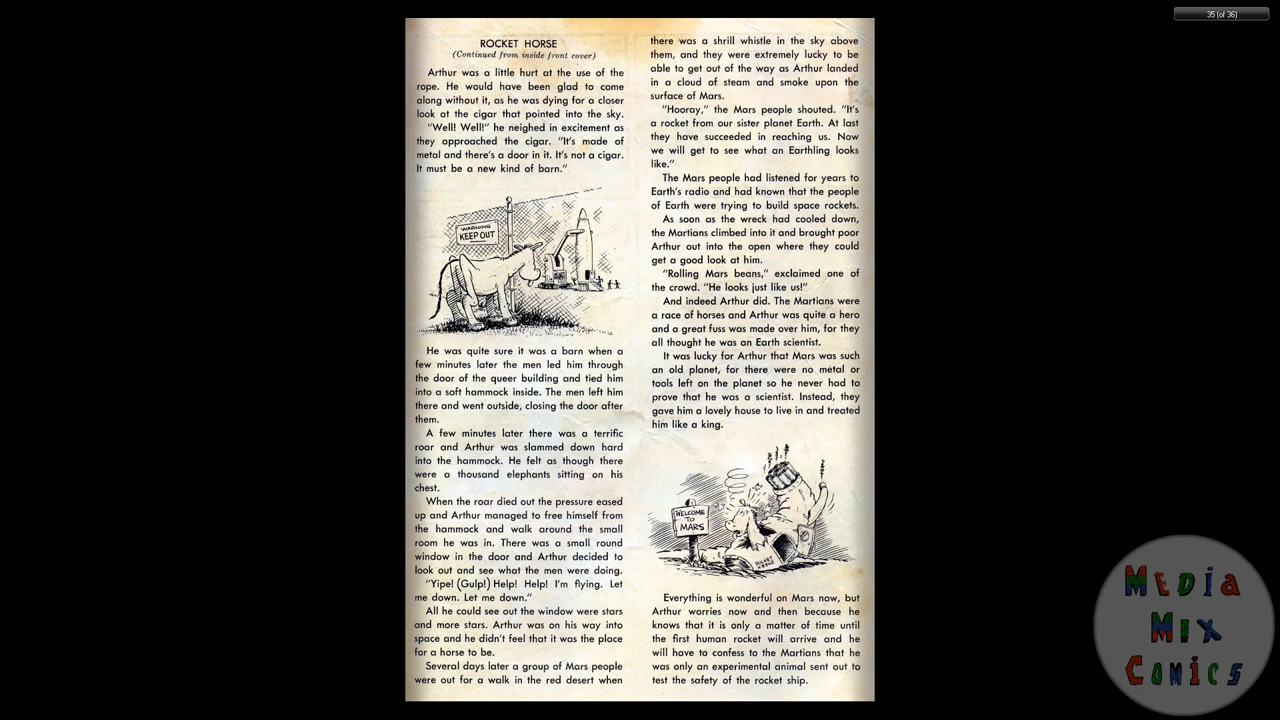 35 (of 36)
ROCKET HORSE
(Continued from inside front cover)
Arthur was a little hurt at the use of the
rope. He would have been glad to come
along without it, as he was dying for a closer
look at the cigar that pointed into the sky.
"Well! Well!" he neighed in excitement as
they approached the cigar. "It's made of
metal and there's a door in it. It's not a cigar.
It must be a new kind of barn."
WARNING
KEEP OUT
He was quite sure it was a barn when a
few minutes later the men led him through
the door of the queer building and tied him
into a soft hammock inside. The men left him
there and went outside, closing the door after
them.
A few minutes later there was a terrific
roar and Arthur was slammed down hard
into the hammock. He felt as though there
were a thousand elephants sitting on his
chest.
When the roar died out the pressure eased
up and Arthur managed to free himself from
the hammock and walk around the small
room he was in. There was a small round
window in the door and Arthur decided to
look out and see what the men were doing.
"Yipe! (Gulp!) Help! Help! I'm flying. Let
me down. Let me down."
All he could see out the window were stars
and more stars. Arthur was on his way into
space and he didn't feel that it was the place
for a horse to be.
Several days later a group of Mars people
were out for a walk in the red desert when
there was a shrill whistle in the sky above
them, and they were extremely lucky to be
able to get out of the way as Arthur landed
in a cloud of steam and smoke upon the
surface of Mars.
"Hooray," the Mars people shouted. "It's
a rocket from our sister planet Earth. At last
they have succeeded in reaching us. Now
we will get to see what an Earthling looks
like."
The Mars people had listened for years to
Earth's radio and had known that the people
of Earth were trying to build space rockets.
As soon as the wreck had cooled down,
the Martians climbed into it and brought poor
Arthur out into the open where they could
get a good look at him.
"Rolling Mars beans," exclaimed one of
the crowd. "He looks just like us!"
And indeed Arthur did. The Martians were
a race of horses and Arthur was quite a hero
and a great fuss was made over him, for they
all thought he was an Earth scientist.
It was lucky for Arthur that Mars was such
an old planet, for there were no metal or
tools left on the planet so he never had to
prove that he was a scientist. Instead, they
gave him a lovely house to live in and treated
him like a king.
WELCOME
TO
MARS
ROCKET
Everything is wonderful on Mars now, but
Arthur worries now and then because he
knows that it is only a matter of time until
the first human rocket will arrive and he
will have to confess to the Martians that he
was only an experimental animal sent out to
test the safety of the rocket ship.
MEDIA
MIX
COMICS